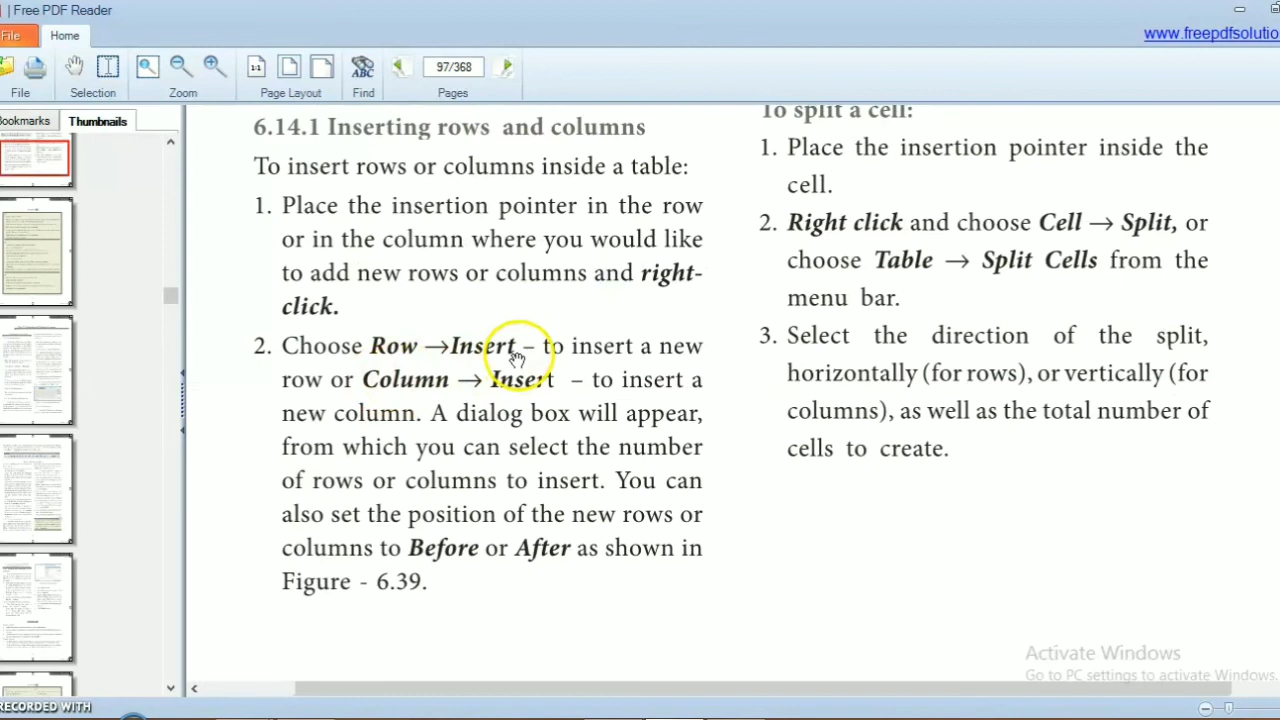 | Free PDF Reader
File
Home
www.freepdfsolutio
1:1
ABC
97/368
File
Selection
Zoom
Page Layout
Find
Pages
Bookmarks
Thumbnails
6.14.1 Inserting rows and columns
To insert rows or columns inside a table:
1. Place the insertion pointer in the row
or in the column where you would like
to add new rows or columns and right-
click.
2. Choose Row →Insert – to insert a new
row or Column – Insert – to insert a
new column. A dialog box will appear,
from which you can select the number
of rows or columns to insert. You can
also set the position of the new rows or
columns to Before or After as shown in
Figure - 6.39.
To split a cell:
1. Place the insertion pointer inside the
cell.
2. Right click and choose Cell → Split, or
choose Table → Split Cells from the
menu bar.
3. Select the direction of the split,
horizontally (for rows), or vertically (for
columns), as well as the total number of
cells to create.
Activate Windows
Go to PC settings to activate Windows.
RECORDED WITH